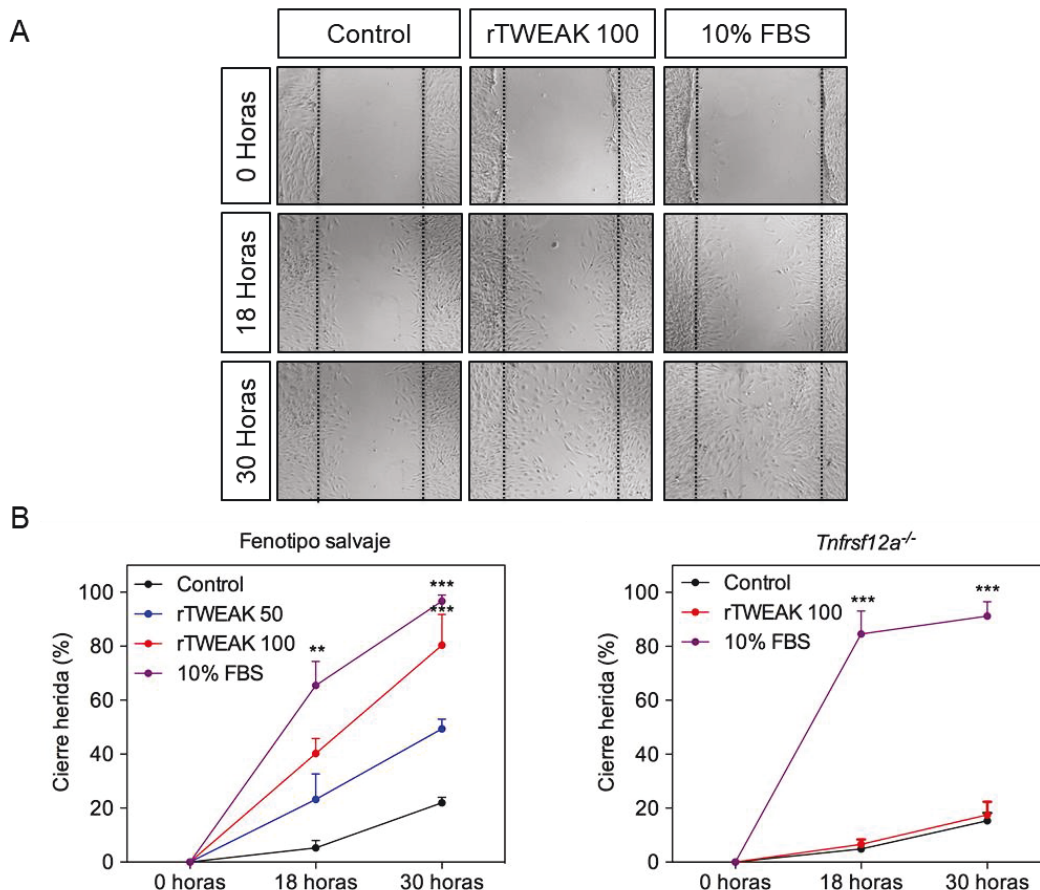 A
Control
rTWEAK 100
10% FBS
0 Horas
18 Horas
30 Horas
B
Fenotipo salvaje
Cierre herida (%)
100
80
60
40
20
0
Control
rTWEAK 50
rTWEAK 100
10% FBS
**
***
***
0 horas
18 horas
30 horas
Tnfrsf12a-/-
Cierre herida (%)
100
80
60
40
20
0
Control
rTWEAK 100
10% FBS
***
***
0 horas
18 horas
30 horas